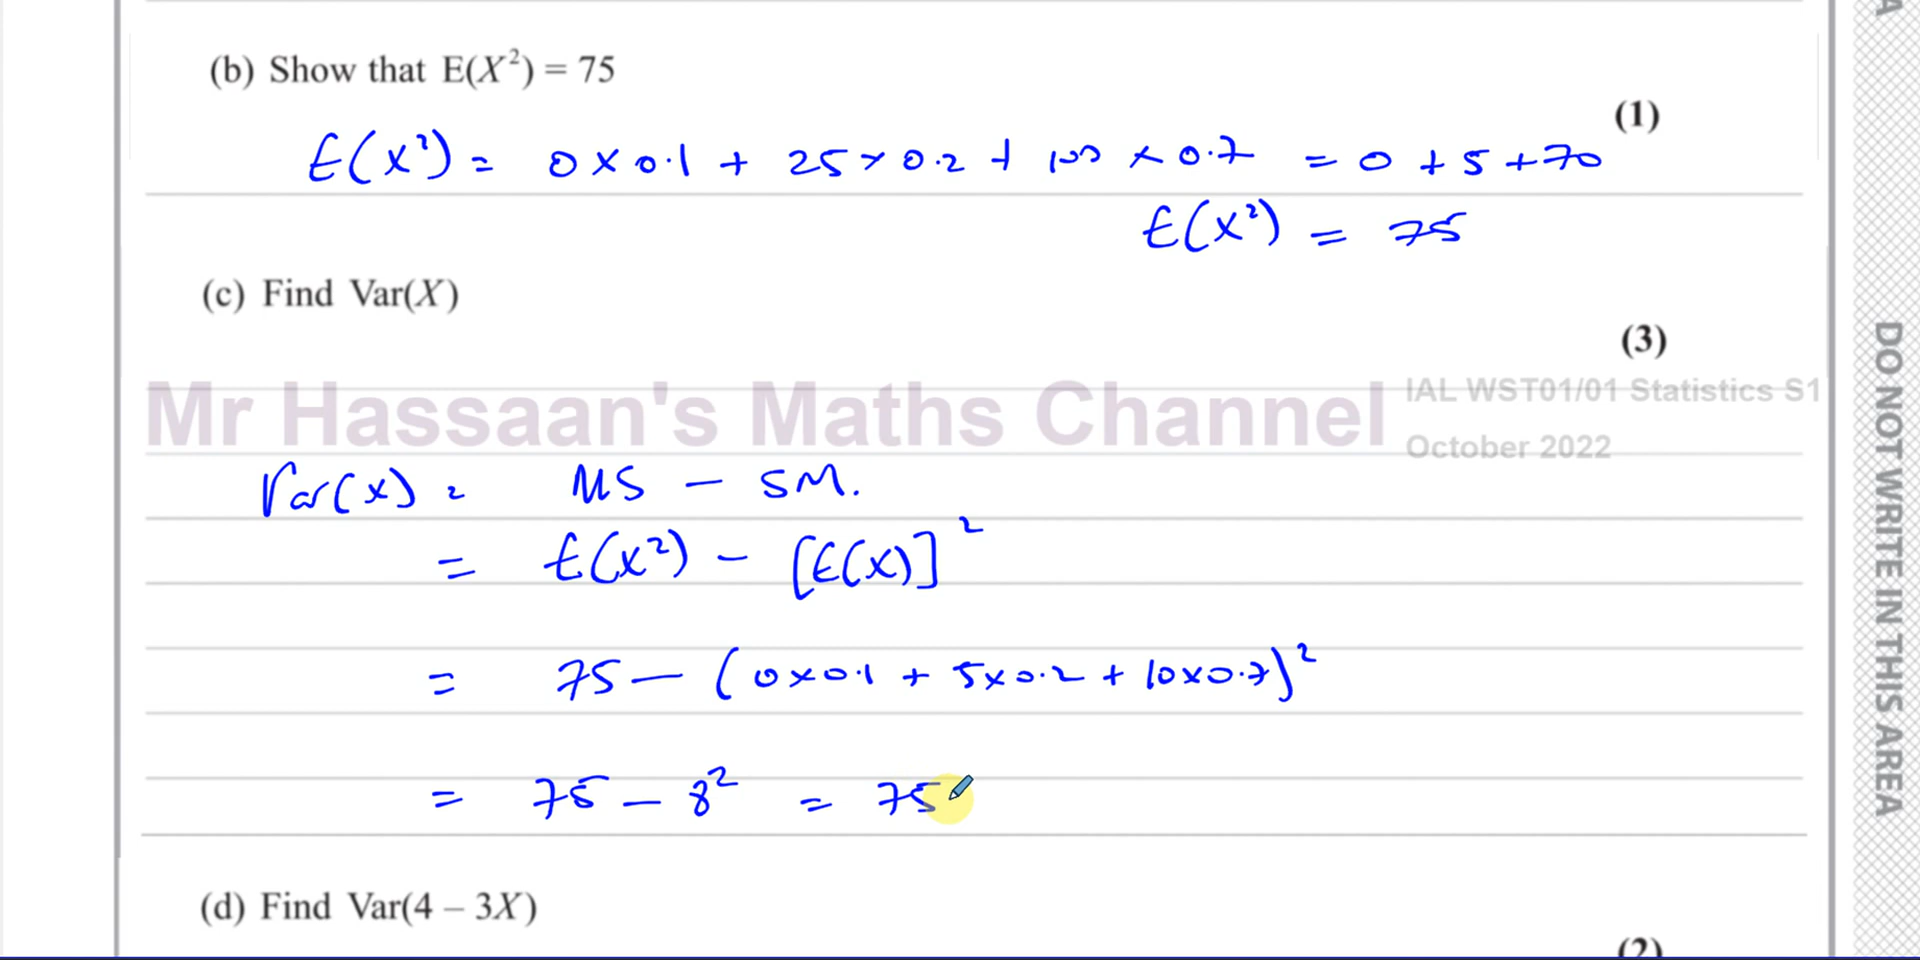 (b) Show that E(X²) = 75
(1)
E(X²) = 0 × 0.1 + 25 × 0.2 + 100 × 0.7 = 0 + 5 + 70
E(X²) = 75
(c) Find Var(X)
(3)
Mr Hassaan's Maths Channel
IAL WST01/01 Statistics S1
October 2022
Var(X) = MS - SM.
= E(X²) - [E(X)]²
= 75 - (0×0.1 + 5×0.2 + 10×0.7)²
= 75 - 8² = 75
(d) Find Var(4 – 3X)
(2)
DO NOT WRITE IN THIS AREA